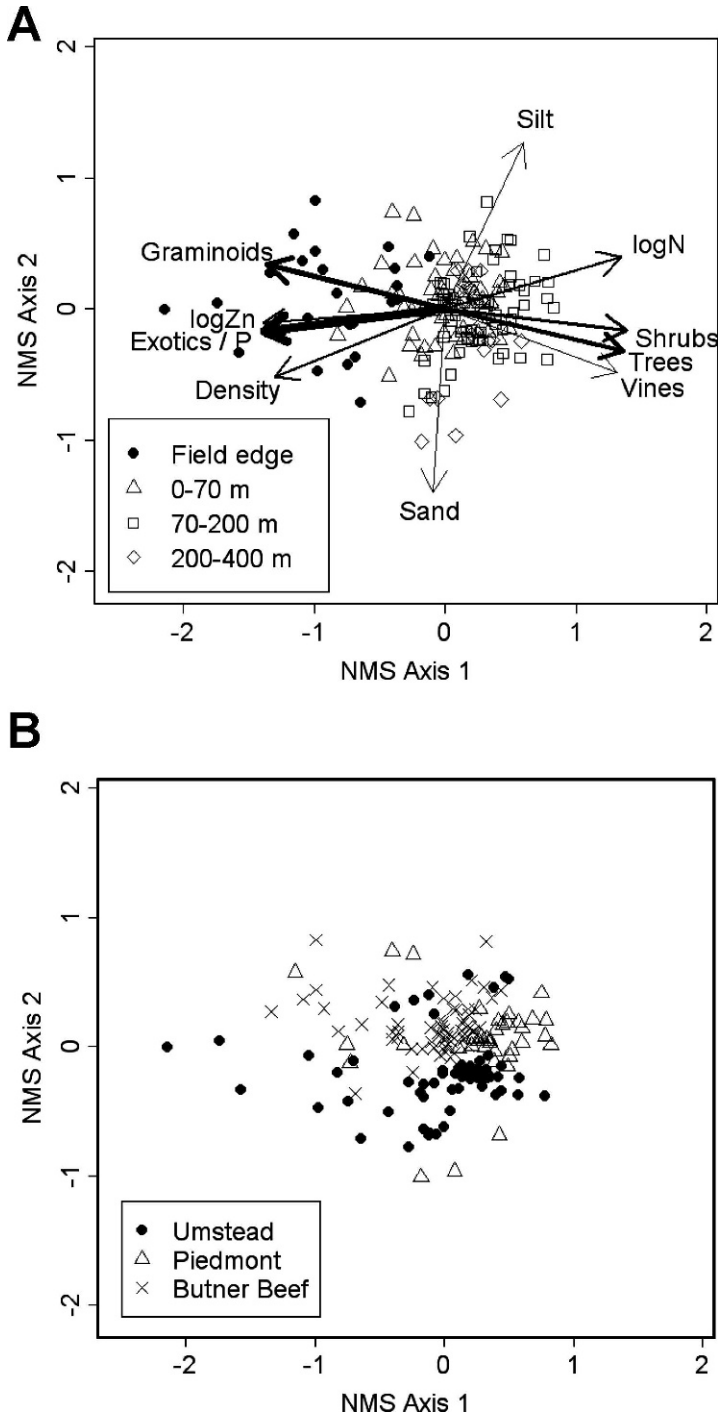 A
2
1
0
-1
-2
NMS Axis 2
Silt
logN
Graminoids
logZn
Exotics / P
Density
Shrubs
Trees
Vines
Sand
Field edge
0-70 m
70-200 m
200-400 m
-2 -1 0 1 2
NMS Axis 1
B
2
1
0
-1
-2
NMS Axis 2
Umstead
Piedmont
Butner Beef
-2 -1 0 1 2
NMS Axis 1